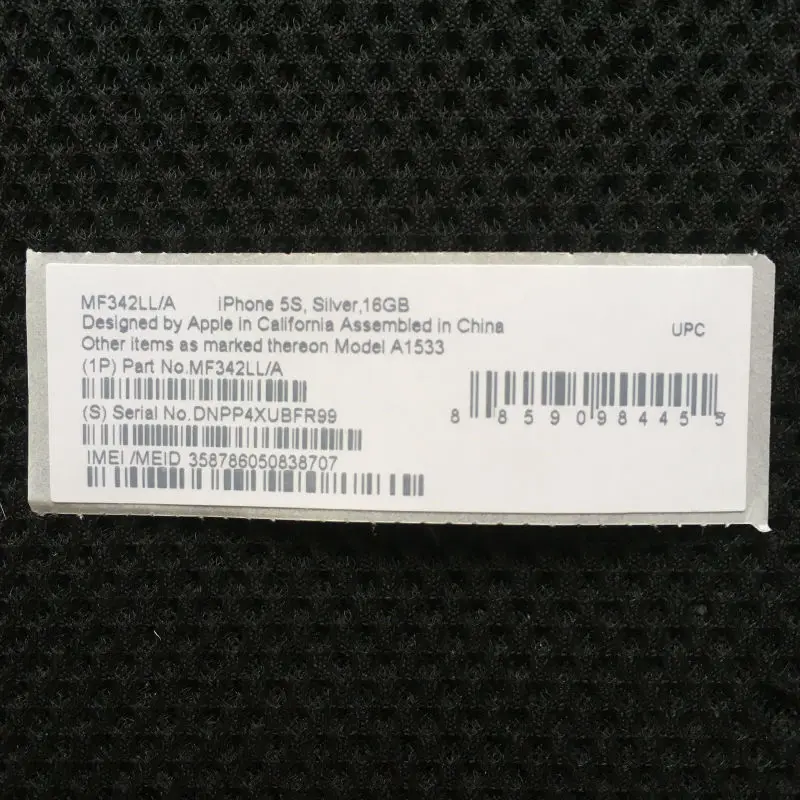 MF342LL/A iPhone 5S, Silver,16GB
Designed by Apple in California Assembled in China
Other items as marked thereon Model A1533
(1P) Part No.MF342LL/A
(S) Serial No.DNPP4XUBFR99
IMEI /MEID 358786050838707
UPC
8 85909 84455